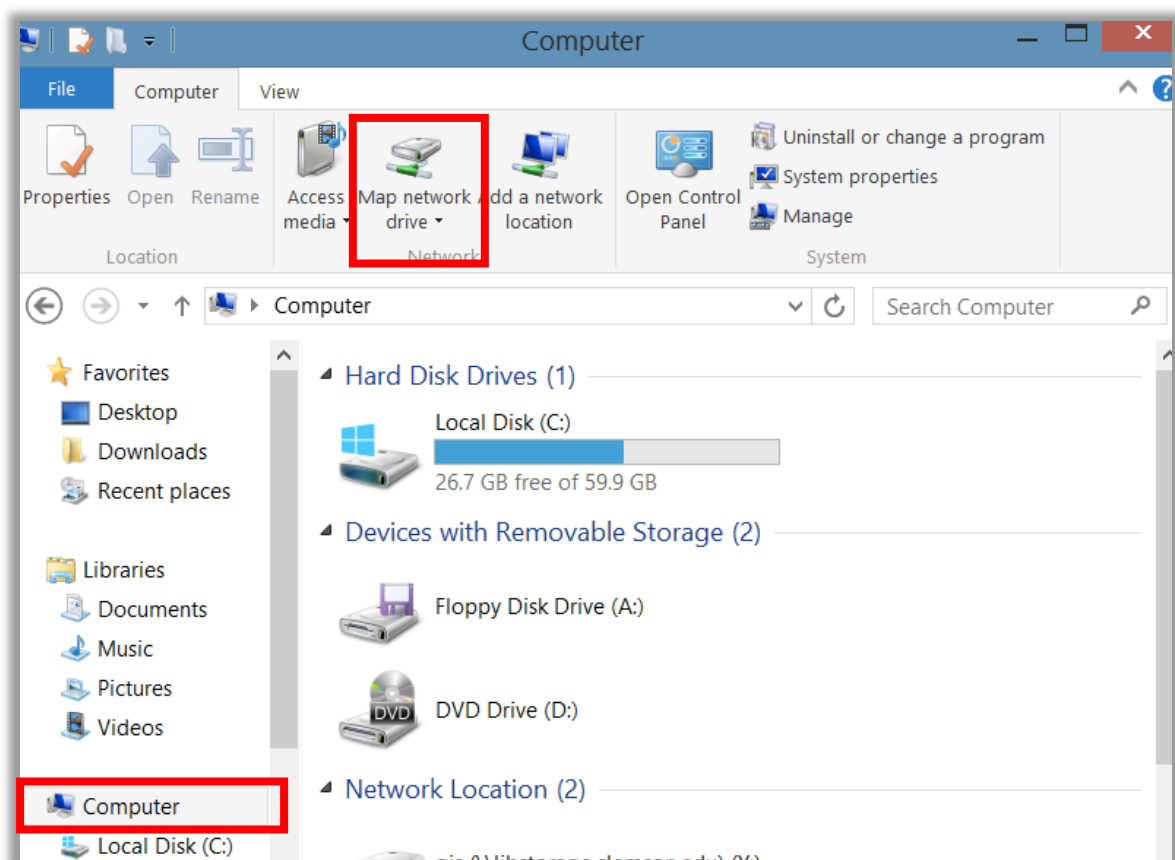 Computer
File
Computer
View
Properties
Open
Rename
Access media
Map network drive
Add a network location
Open Control Panel
Uninstall or change a program
System properties
Manage
Location
Network
System
Computer
Search Computer
Favorites
Desktop
Downloads
Recent places
Libraries
Documents
Music
Pictures
Videos
Computer
Local Disk (C:)
Hard Disk Drives (1)
Local Disk (C:)
26.7 GB free of 59.9 GB
Devices with Removable Storage (2)
Floppy Disk Drive (A:)
DVD
DVD Drive (D:)
Network Location (2)